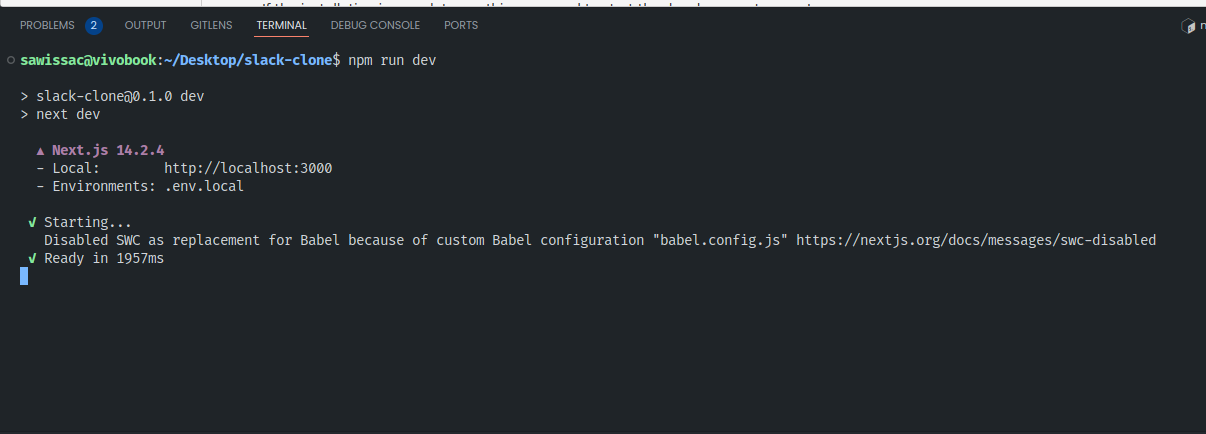 PROBLEMS 2 OUTPUT GITLENS TERMINAL DEBUG CONSOLE PORTS
sawissac@vivobook:~/Desktop/slack-clone$ npm run dev
> slack-clone@0.1.0 dev
> next dev
▲ Next.js 14.2.4
- Local: http://localhost:3000
- Environments: .env.local
✓ Starting...
Disabled SWC as replacement for Babel because of custom Babel configuration "babel.config.js" https://nextjs.org/docs/messages/swc-disabled
✓ Ready in 1957ms